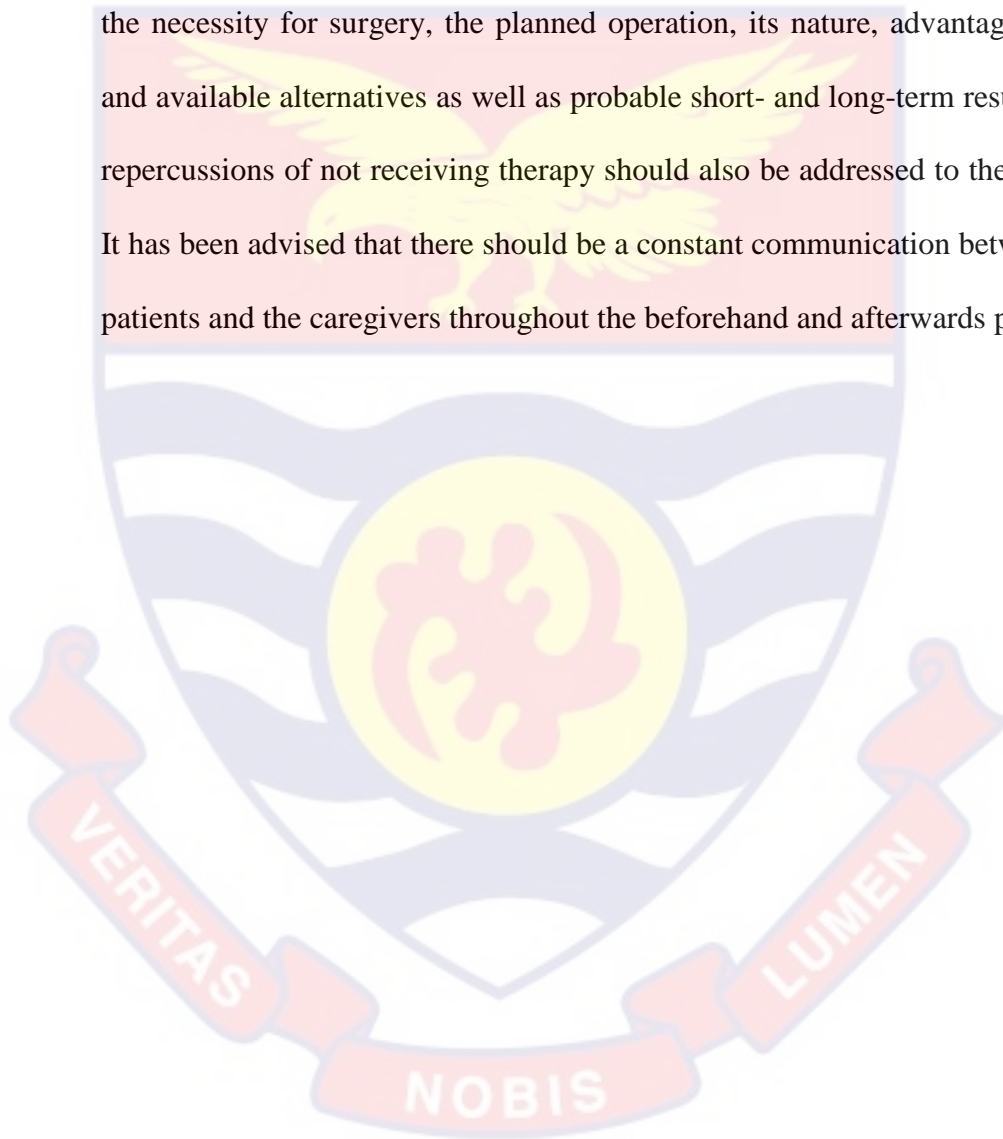 the necessity for surgery, the planned operation, its nature, advantag
and available alternatives as well as probable short- and long-term resu
repercussions of not receiving therapy should also be addressed to the
It has been advised that there should be a constant communication betw
patients and the caregivers throughout the beforehand and afterwards p
VERITAS
NOBIS
LUMEN